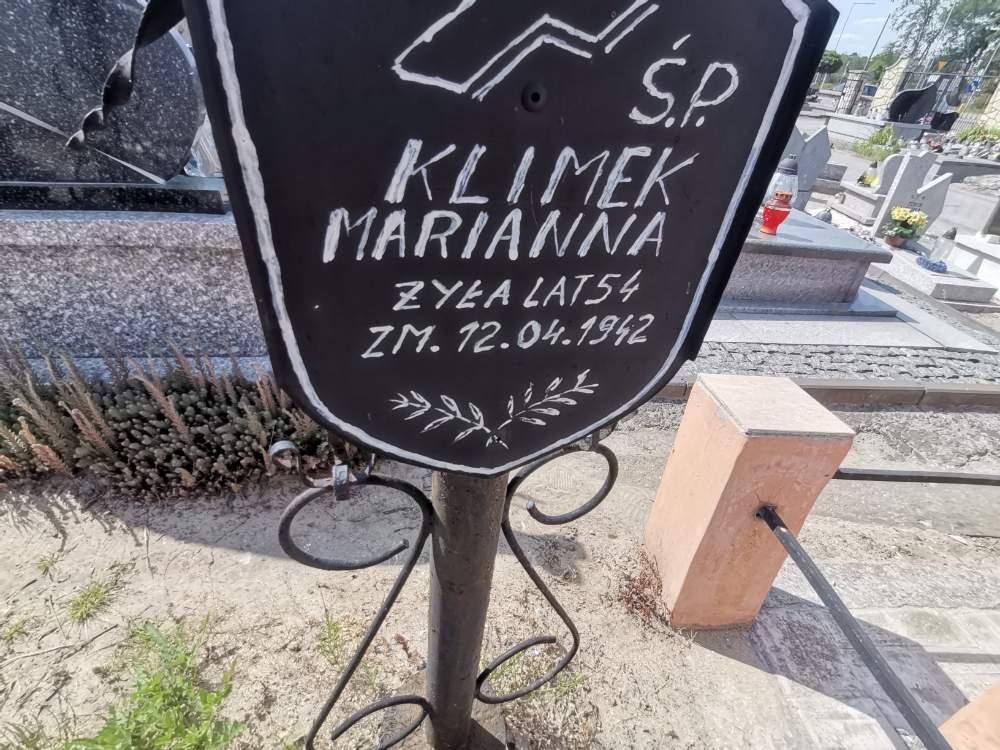 Ś.P.
KLIMEK
MARIANNA
ŻYŁA LAT 54
ZM. 12.04.1942